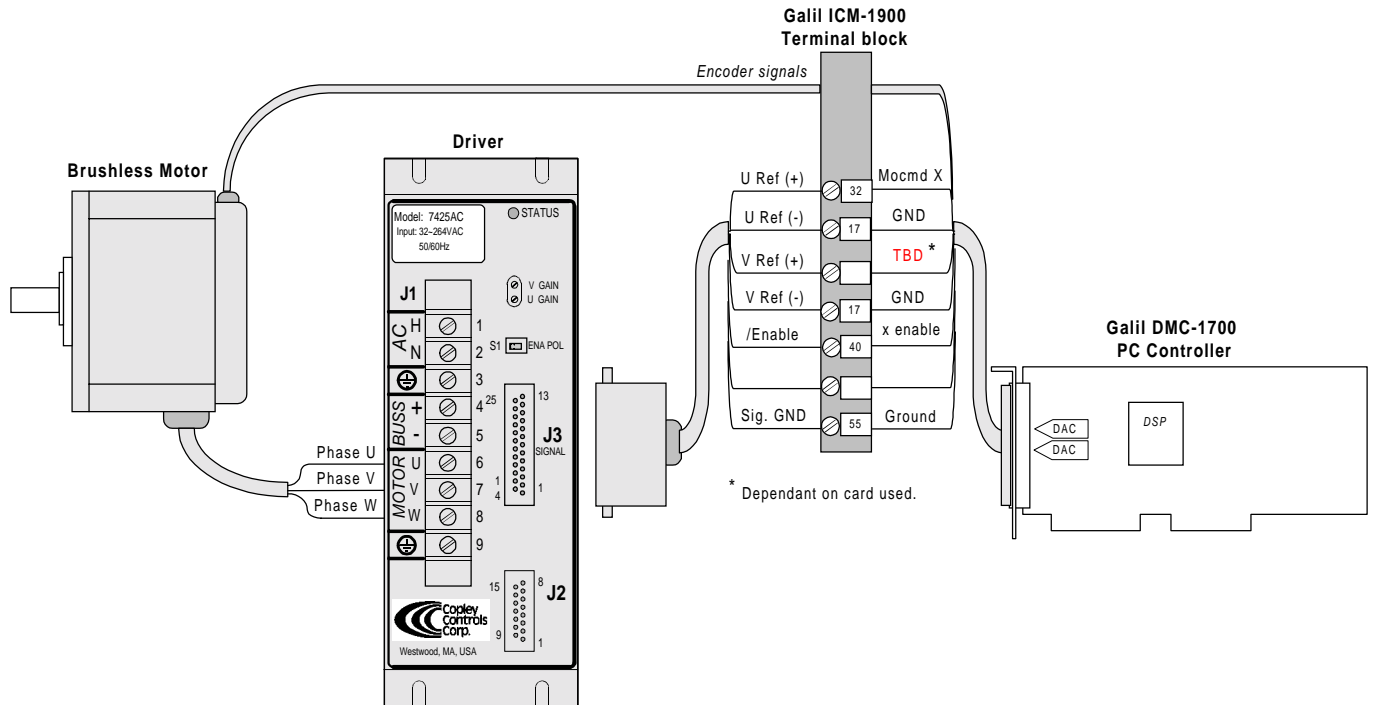 Galil ICM-1900
Terminal block
Encoder signals
Driver
Brushless Motor
U Ref (+)
32
Mocmd X
U Ref (-)
17
GND
V Ref (+)
TBD *
V Ref (-)
17
GND
/Enable
40
x enable
Sig. GND
55
Ground
* Dependant on card used.
Galil DMC-1700
PC Controller
DAC
DAC
DSP
Model: 7425AC
Input: 32~264VAC
50/60Hz
STATUS
V GAIN
U GAIN
S1
ENA POL
J1
AC
H
1
N
2
3
BUSS
+
4
-
5
MOTOR
U
6
V
7
W
8
9
Phase U
Phase V
Phase W
25
13
J3
SIGNAL
1
4
1
15
8
J2
9
1
Copley
Controls
Corp.
Westwood, MA, USA